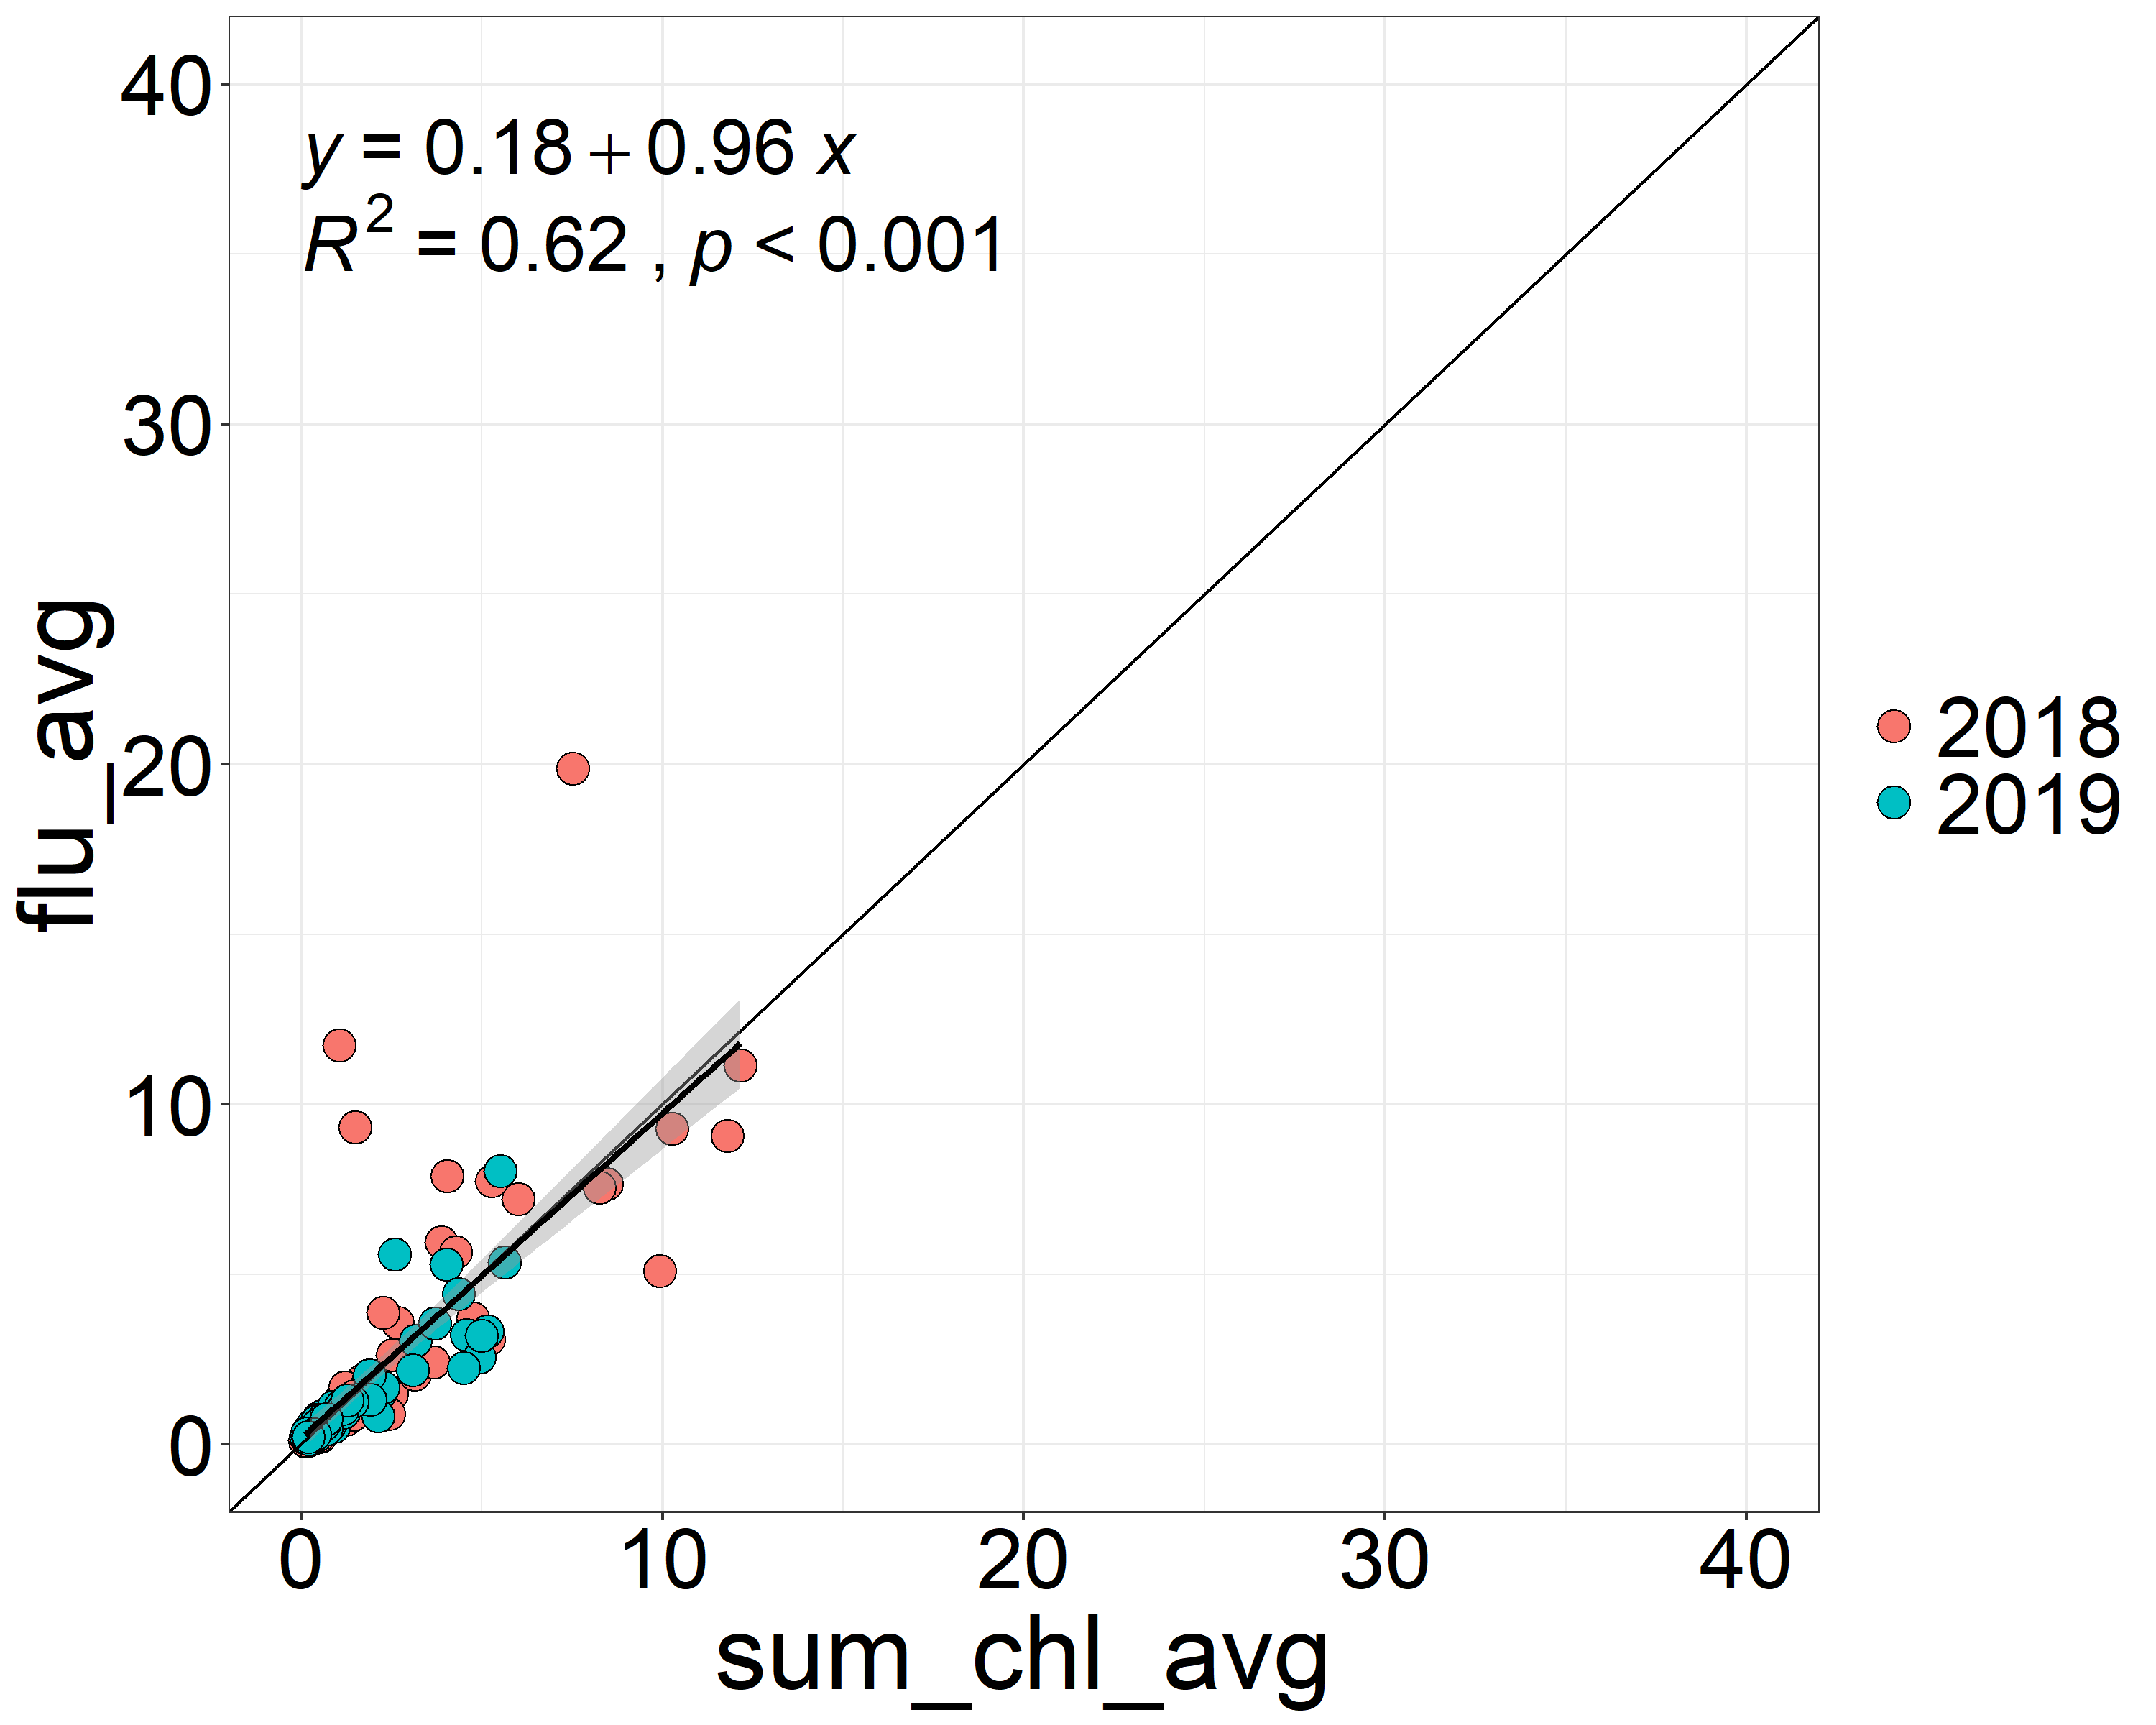 40
y = 0.18 + 0.96 x
R² = 0.62 , p < 0.001
30
flu_avg
20
10
0
0 10 20 30 40
sum_chl_avg
2018
2019